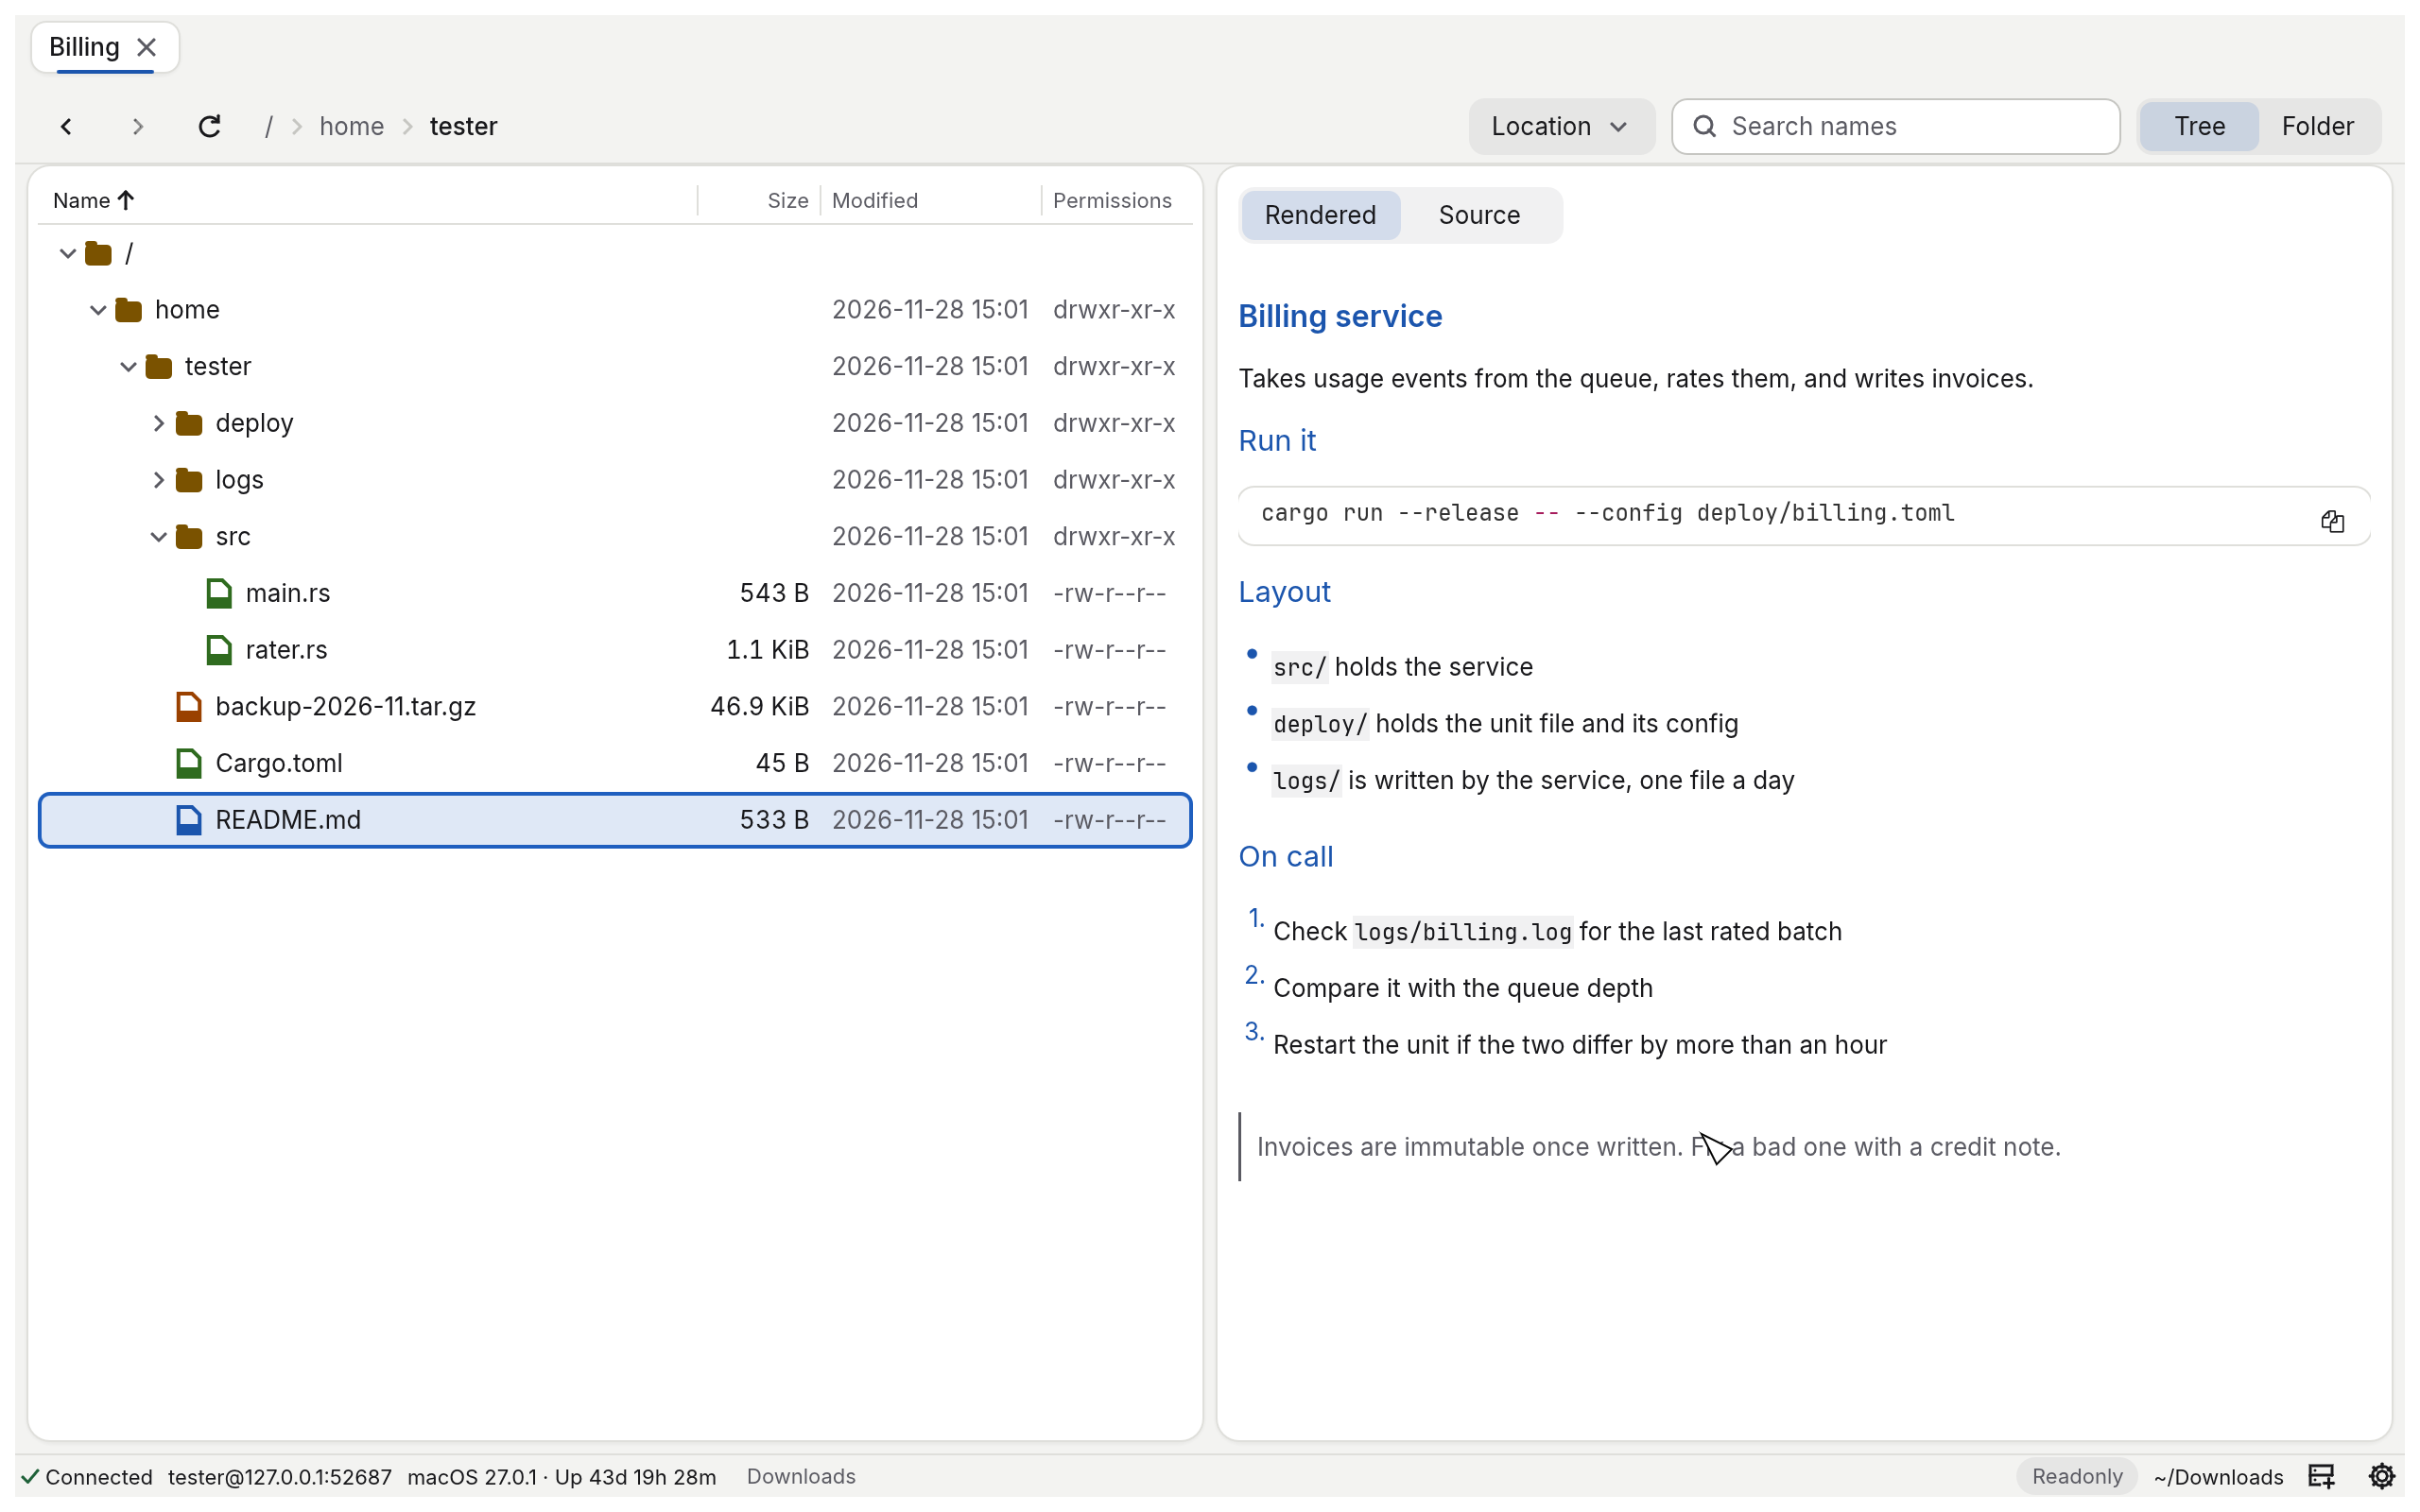 Billing
/ home tester
Location
Search names
Tree Folder
Name Size Modified Permissions
/
home 2026-11-28 15:01 drwxr-xr-x
tester 2026-11-28 15:01 drwxr-xr-x
deploy 2026-11-28 15:01 drwxr-xr-x
logs 2026-11-28 15:01 drwxr-xr-x
src 2026-11-28 15:01 drwxr-xr-x
main.rs 543 B 2026-11-28 15:01 -rw-r--r--
rater.rs 1.1 KiB 2026-11-28 15:01 -rw-r--r--
backup-2026-11.tar.gz 46.9 KiB 2026-11-28 15:01 -rw-r--r--
Cargo.toml 45 B 2026-11-28 15:01 -rw-r--r--
README.md 533 B 2026-11-28 15:01 -rw-r--r--
Rendered Source
Billing service
Takes usage events from the queue, rates them, and writes invoices.
Run it
cargo run --release -- --config deploy/billing.toml
Layout
• src/ holds the service
• deploy/ holds the unit file and its config
• logs/ is written by the service, one file a day
On call
1. Check logs/billing.log for the last rated batch
2. Compare it with the queue depth
3. Restart the unit if the two differ by more than an hour
Invoices are immutable once written. a bad one with a credit note.
Connected tester@127.0.0.1:52687 macOS 27.0.1 · Up 43d 19h 28m Downloads
Readonly ~/Downloads